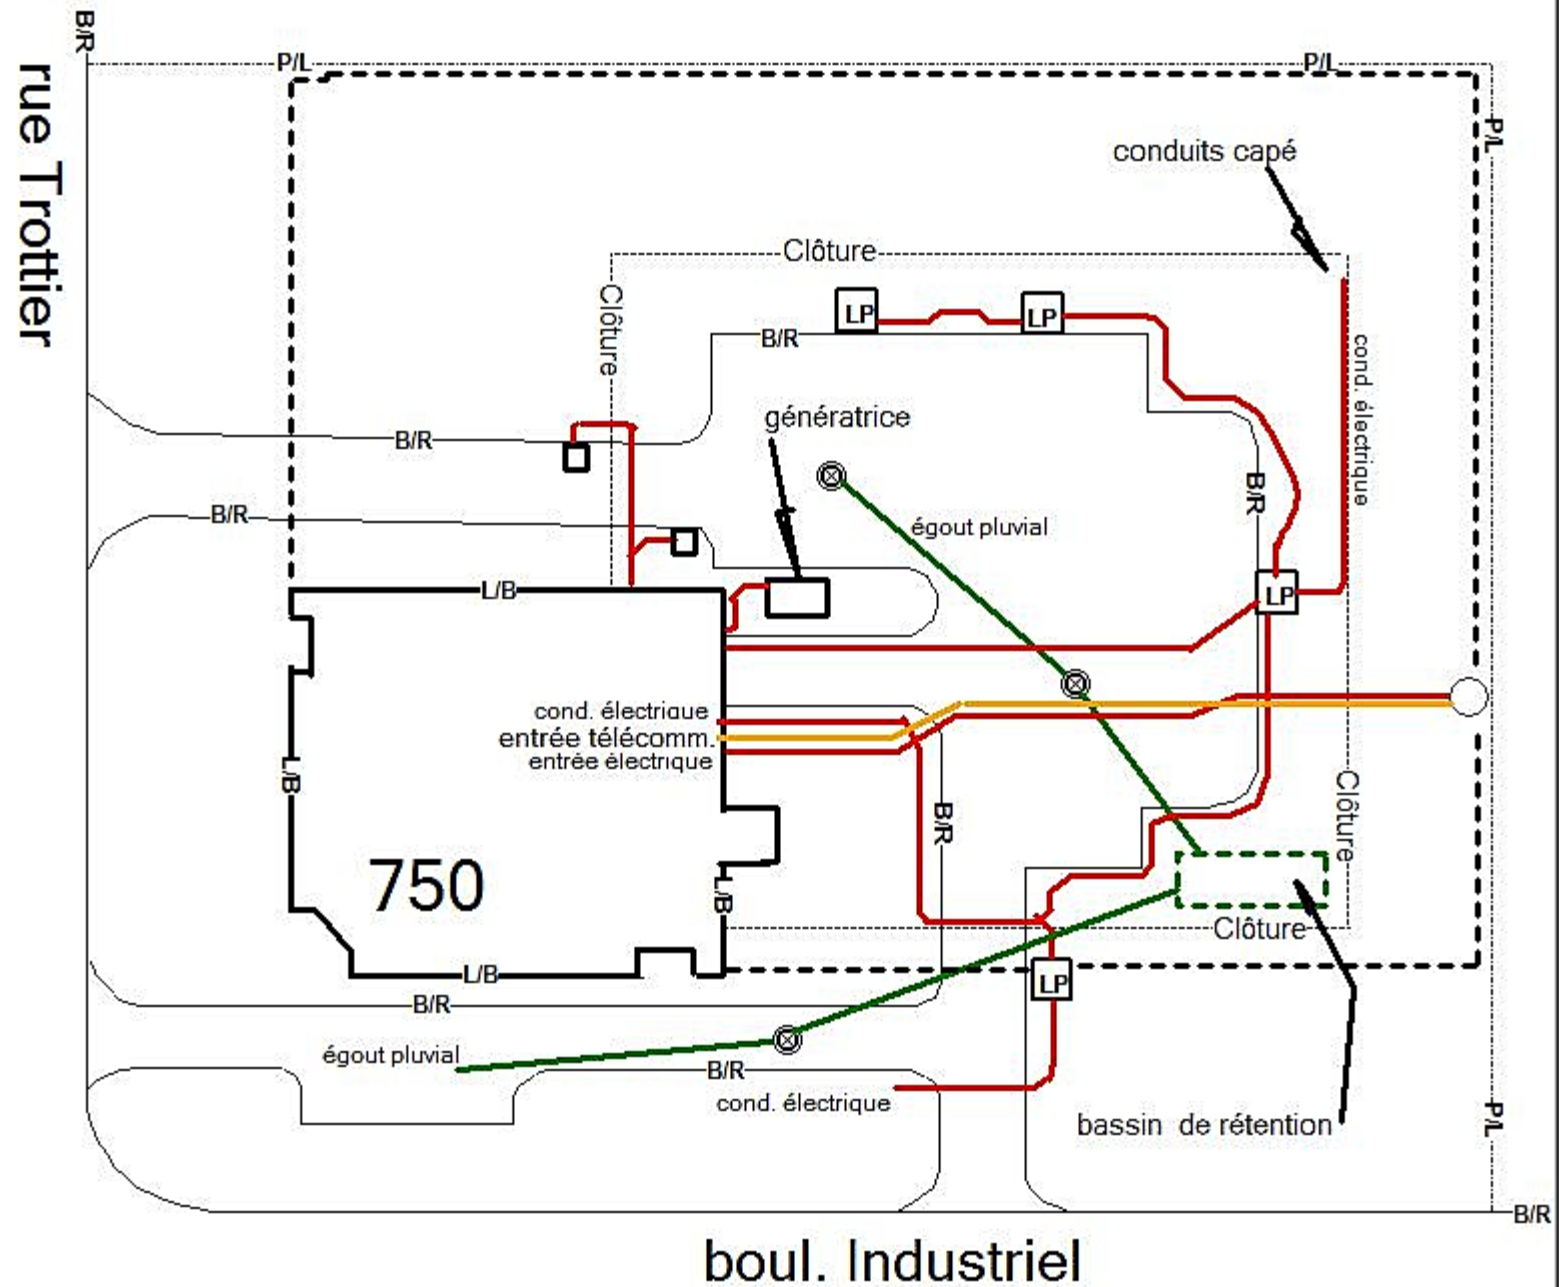 B/R
rue Trottier
P/L
P/L
P/L
conduits capé
Clôture
Clôture
LP
LP
B/R
cond. électrique
génératrice
B/R
B/R
B/R
égout pluvial
L/B
LP
cond. électrique
entrée télécomm.
entrée électrique
L/B
Clôture
B/R
750
L/B
Clôture
L/B
LP
B/R
égout pluvial
B/R
cond. électrique
bassin de rétention
P/L
B/R
boul. Industriel